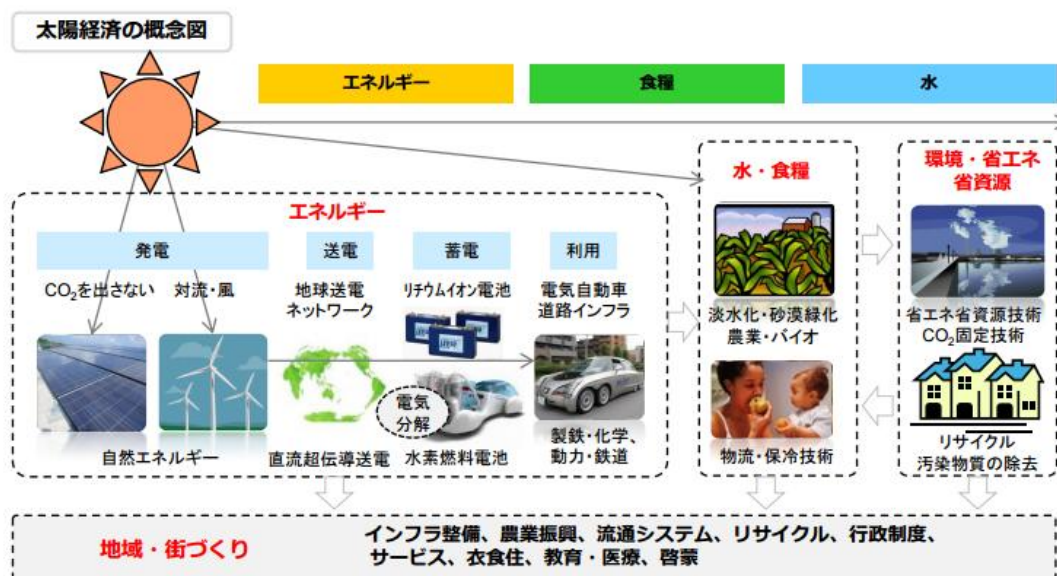 太陽経済の概念図
エネルギー
食糧
水
エネルギー
発電
送電
蓄電
利用
CO₂を出さない
対流・風
地球送電
ネットワーク
リチウムイオン電池
電気自動車
道路インフラ
電気
分解
自然エネルギー
直流超伝導送電
水素燃料電池
製鉄・化学、
動力・鉄道
水・食糧
淡水化・砂漠緑化
農業・バイオ
物流・保冷技術
環境・省エネ
省資源
省エネ省資源技術
CO₂固定技術
リサイクル
汚染物質の除去
地域・街づくり
インフラ整備、農業振興、流通システム、リサイクル、行政制度、
サービス、衣食住、教育・医療、啓蒙